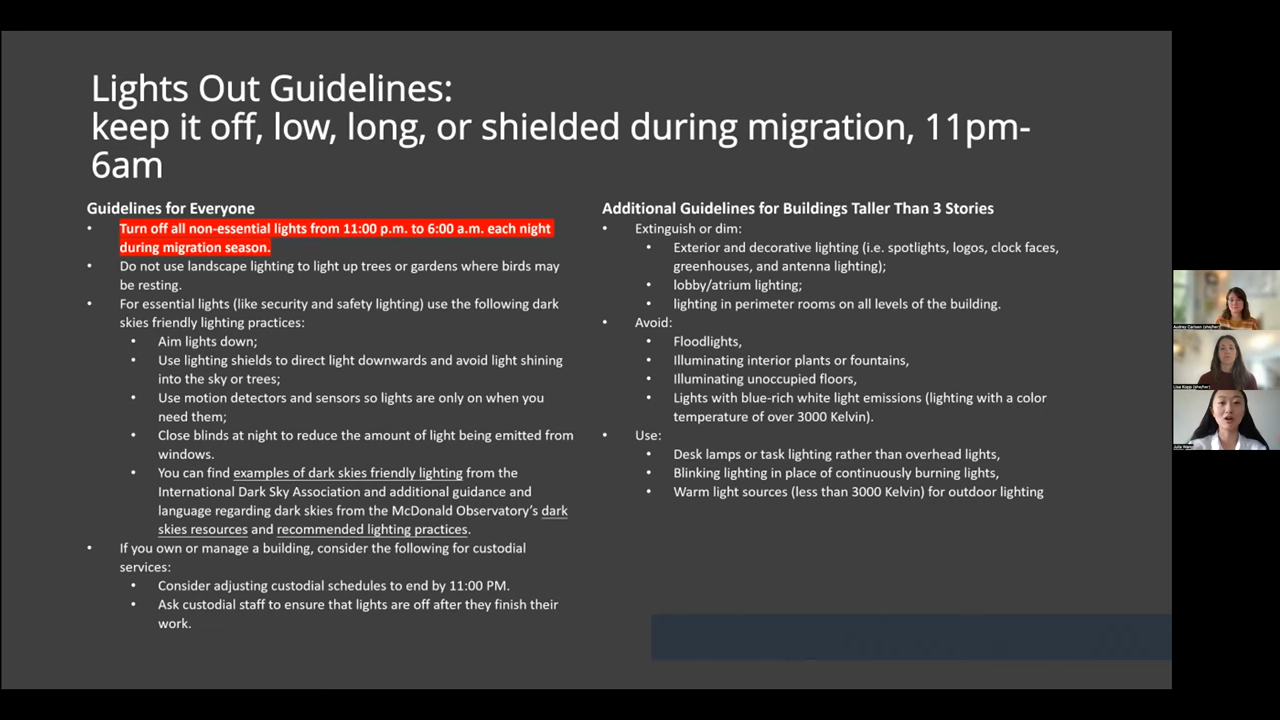 Lights Out Guidelines:
keep it off, low, long, or shielded during migration, 11pm-
6am
Guidelines for Everyone
• Turn off all non-essential lights from 11:00 p.m. to 6:00 a.m. each night
during migration season.
• Do not use landscape lighting to light up trees or gardens where birds may
be resting.
• For essential lights (like security and safety lighting) use the following dark
skies friendly lighting practices:
• Aim lights down;
• Use lighting shields to direct light downwards and avoid light shining
into the sky or trees;
• Use motion detectors and sensors so lights are only on when you
need them;
• Close blinds at night to reduce the amount of light being emitted from
windows.
• You can find examples of dark skies friendly lighting from the
International Dark Sky Association and additional guidance and
language regarding dark skies from the McDonald Observatory's dark
skies resources and recommended lighting practices.
• If you own or manage a building, consider the following for custodial
services:
• Consider adjusting custodial schedules to end by 11:00 PM.
• Ask custodial staff to ensure that lights are off after they finish their
work.
Additional Guidelines for Buildings Taller Than 3 Stories
• Extinguish or dim:
• Exterior and decorative lighting (i.e. spotlights, logos, clock faces,
greenhouses, and antenna lighting);
• lobby/atrium lighting;
• lighting in perimeter rooms on all levels of the building.
• Avoid:
• Floodlights,
• Illuminating interior plants or fountains,
• Illuminating unoccupied floors,
• Lights with blue-rich white light emissions (lighting with a color
temperature of over 3000 Kelvin).
• Use:
• Desk lamps or task lighting rather than overhead lights,
• Blinking lighting in place of continuously burning lights,
• Warm light sources (less than 3000 Kelvin) for outdoor lighting
Audrey Carlsen (she/her)
Lisa Kopp (she/her)
Julia Wang